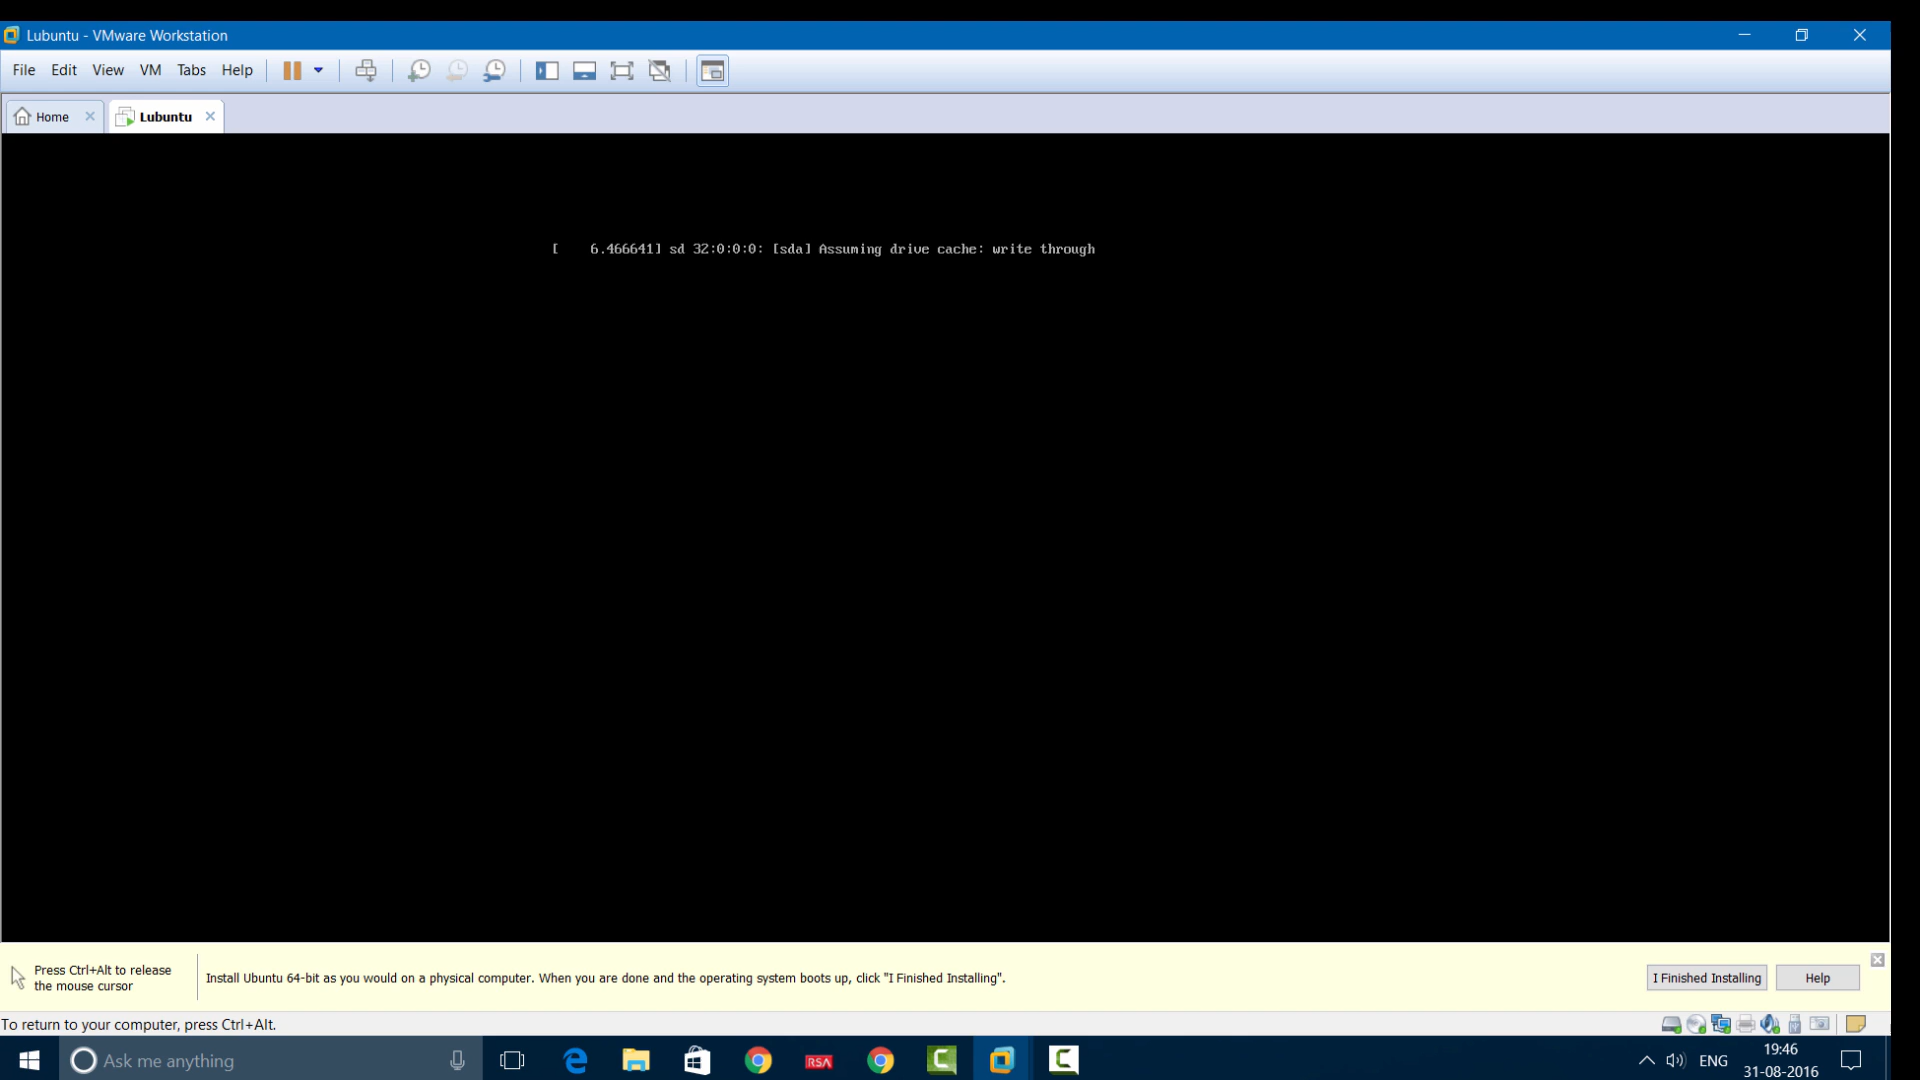 Lubuntu - VMware Workstation
File Edit View VM Tabs Help
Home Lubuntu
[    6.466641] sd 32:0:0:0: [sda] Assuming drive cache: write through
Press Ctrl+Alt to release
the mouse cursor
Install Ubuntu 64-bit as you would on a physical computer. When you are done and the operating system boots up, click "I Finished Installing".
I Finished Installing Help
To return to your computer, press Ctrl+Alt.
Ask me anything
RSA
ENG
19:46
31-08-2016